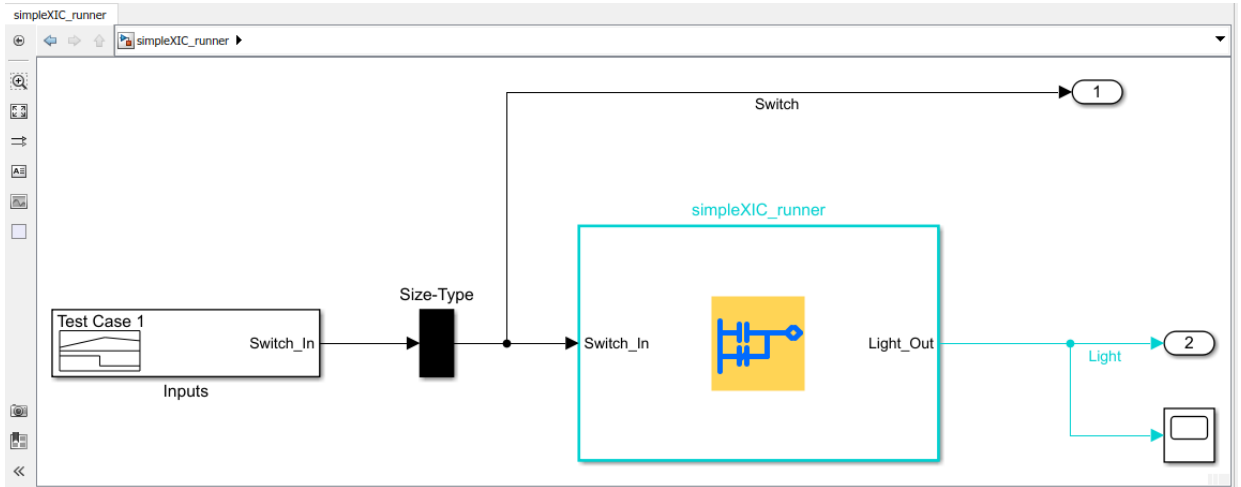 simpleXIC_runner
simpleXIC_runner
Switch
1
simpleXIC_runner
Size-Type
Test Case 1
Switch_In
Inputs
Switch_In
Light_Out
Light
2